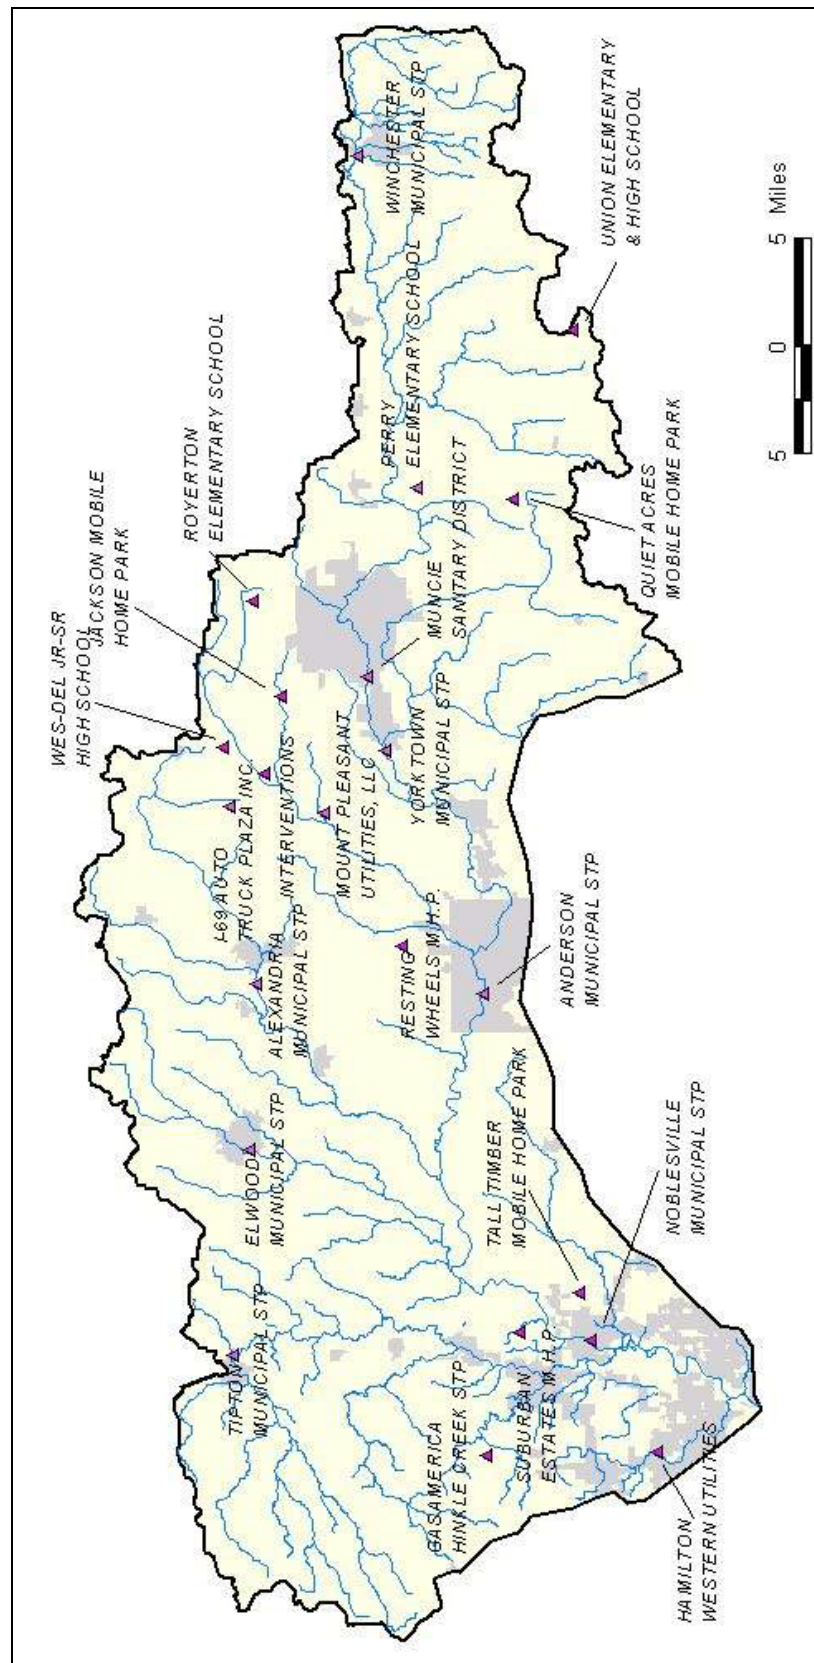 WES-DEL JR-SR
HIGH SCHOOL
JACKSON MOBILE
HOME PARK
ROYERTON
ELEMENTARY SCHOOL
WINCHESTER
MUNICIPAL STP
TIPTON
MUNICIPAL STP
ELWOOD
MUNICIPAL STP
ALEXANDRIA
MUNICIPAL STP
I-69 AUTO
TRUCK PLAZA INC.
INTERVENTIONS
MOUNT PLEASANT
UTILITIES, LLC
PERRY
ELEMENTARY SCHOOL
RESTING
WHEELS M.H.P.
YORKTOWN
MUNICIPAL STP
MUNCIE
SANITARY DISTRICT
GASAMERICA
HINKLE CREEK STP
SUBURBAN
ESTATES M.H.P.
TALL TIMBER
MOBILE HOME PARK
ANDERSON
MUNICIPAL STP
QUIET ACRES
MOBILE HOME PARK
UNION ELEMENTARY
& HIGH SCHOOL
HAMILTON
WESTERN UTILITIES
NOBLESVILLE
MUNICIPAL STP
5 0 5 Miles